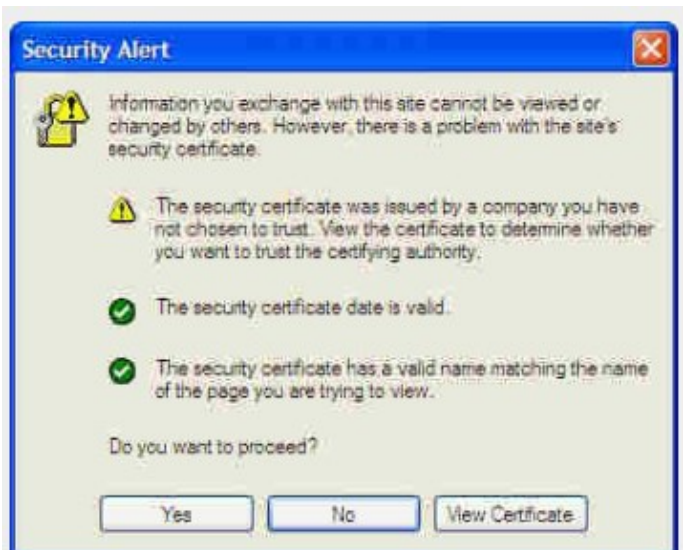 Security Alert
Information you exchange with this site cannot be viewed or
changed by others. However, there is a problem with the site's
security certificate.
The security certificate was issued by a company you have
not chosen to trust. View the certificate to determine whether
you want to trust the certifying authority.
The security certificate date is valid.
The security certificate has a valid name matching the name
of the page you are trying to view.
Do you want to proceed?
Yes No View Certificate